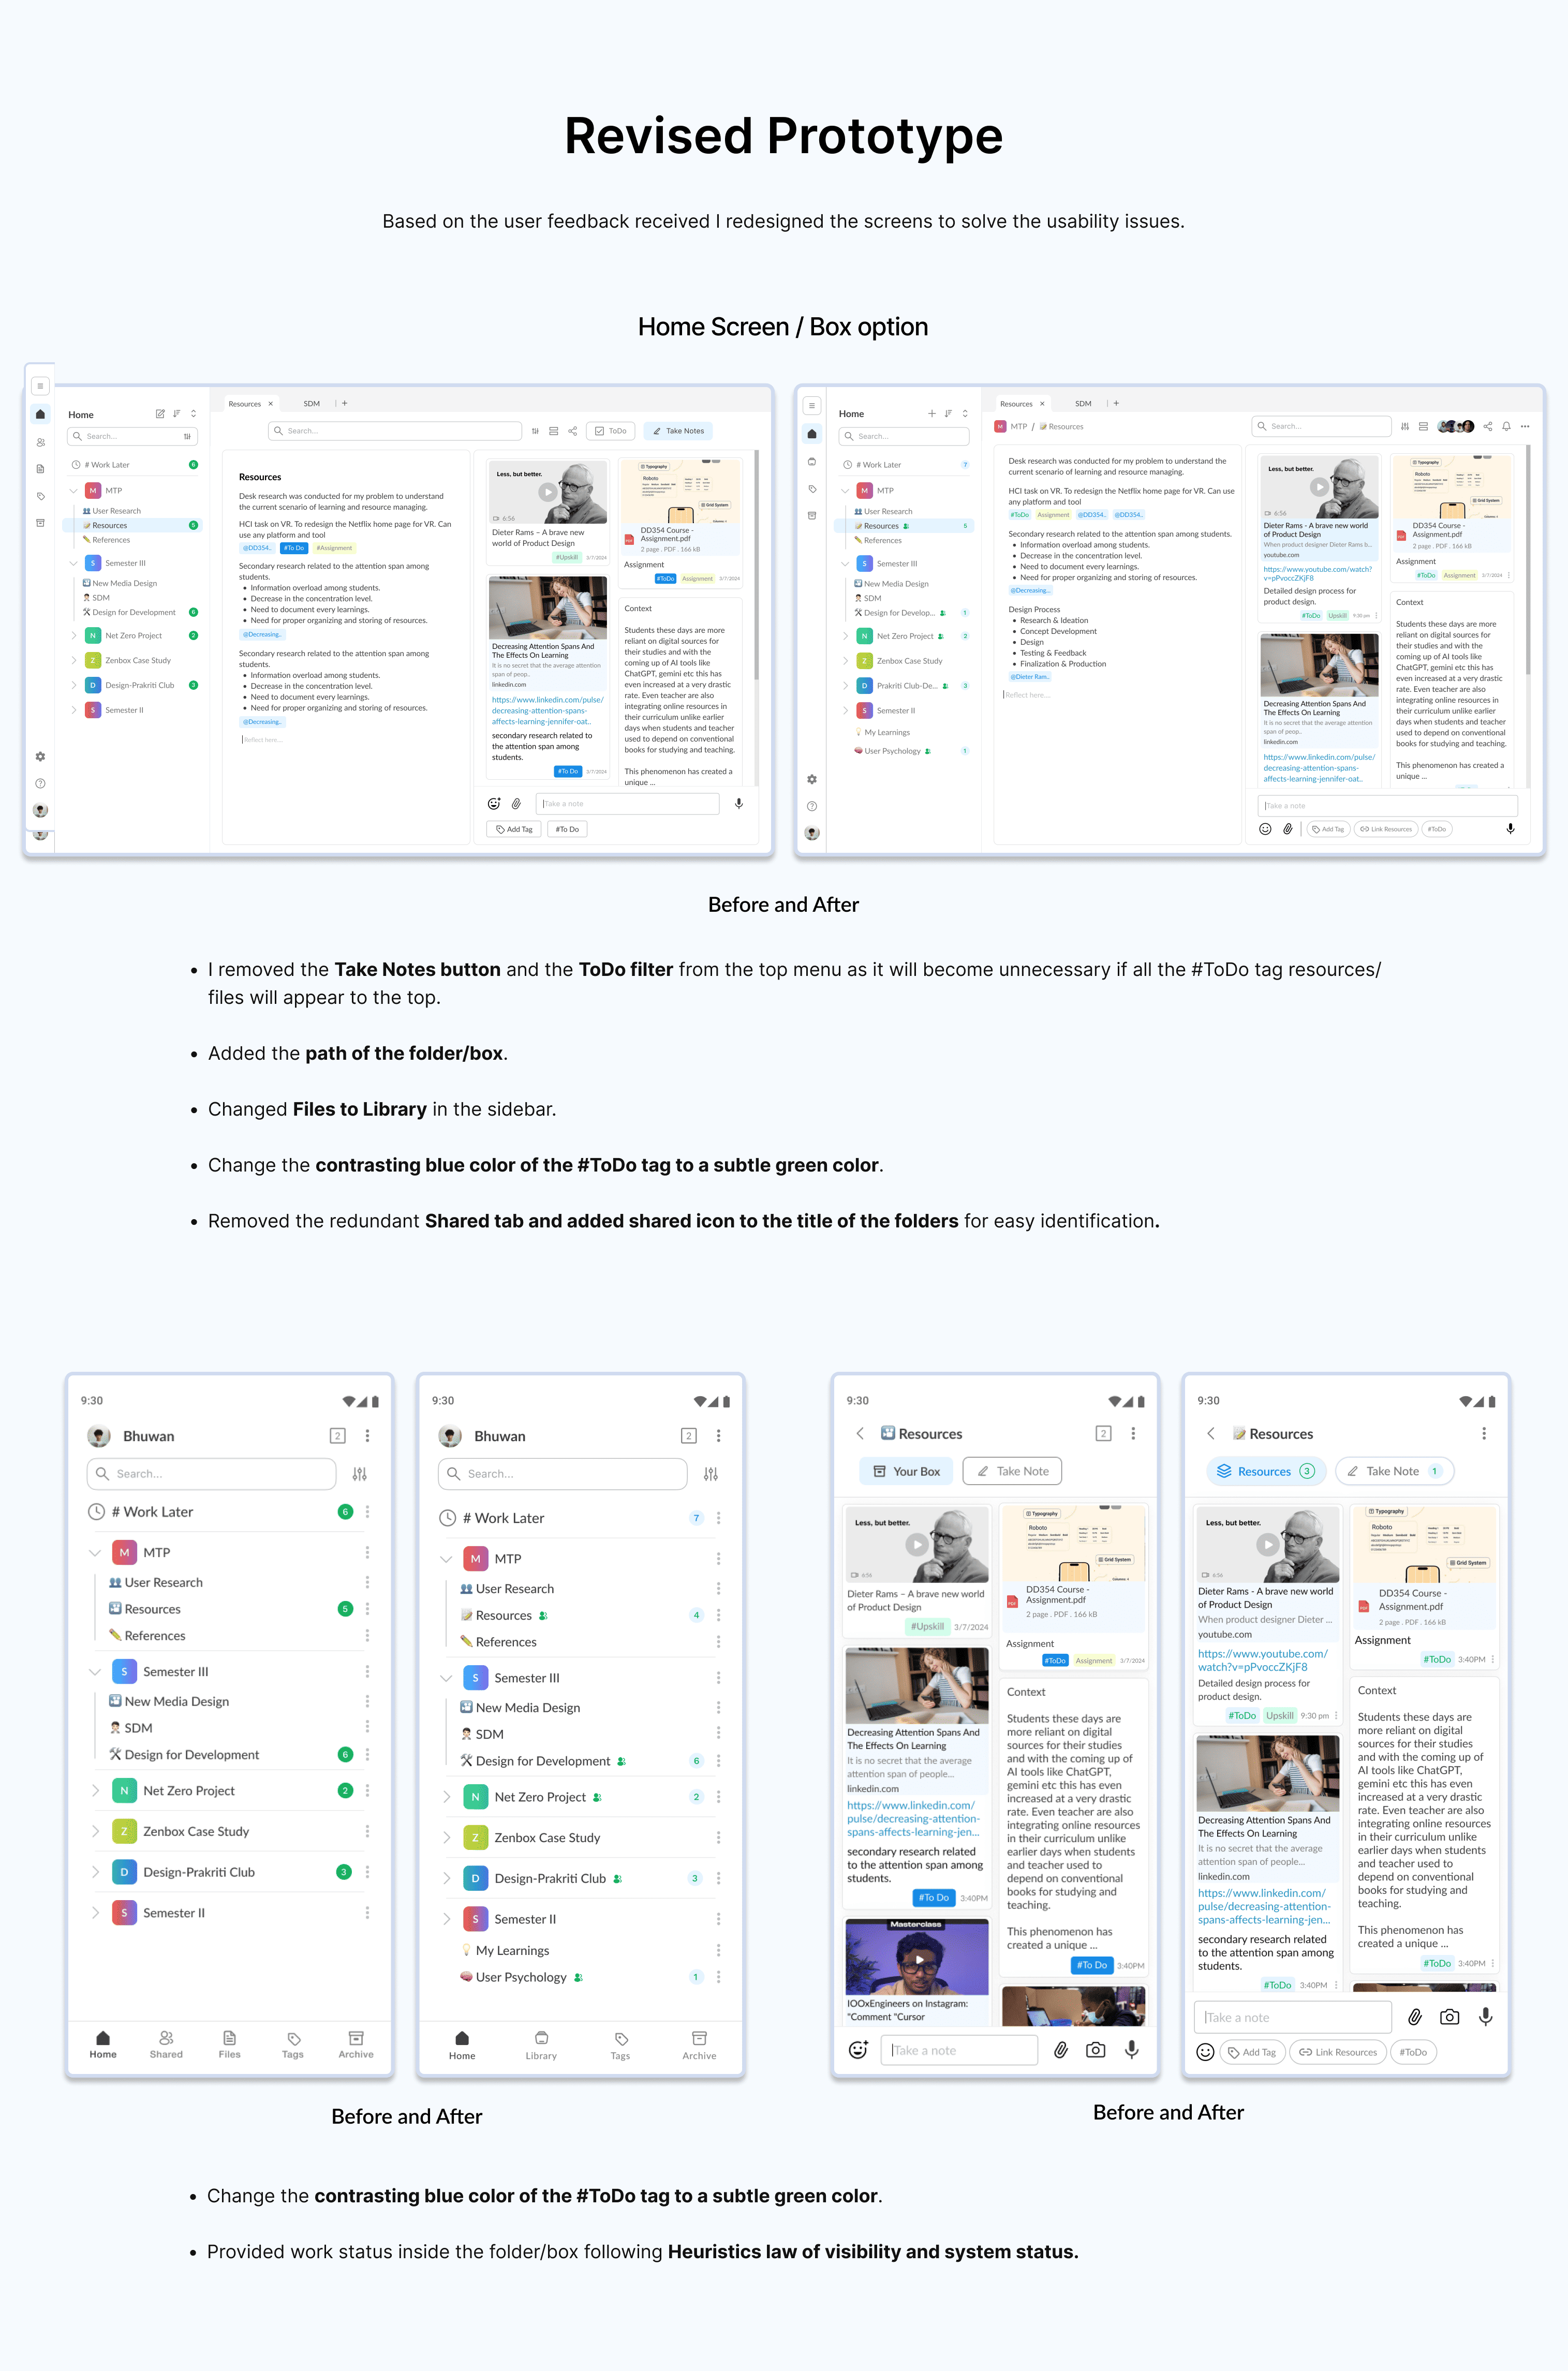 Revised Prototype
Based on the user feedback received I redesigned the screens to solve the usability issues.
Home Screen / Box option
Home
Search...
# Work Later 6
M MTP
User Research
Resources 5
References
S Semester III
New Media Design
SDM
Design for Development 6
N Net Zero Project 2
Z Zenbox Case Study
D Design-Prakriti Club 3
S Semester II
Resources × SDM | +
Search...
ToDo
Take Notes
Resources
Desk research was conducted for my problem to understand
the current scenario of learning and resource managing.
HCI task on VR. To redesign the Netflix home page for VR. Can
use any platform and tool
@DD354.. #To Do #Assignment
Secondary research related to the attention span among
students.
• Information overload among students.
• Decrease in the concentration level.
• Need to document every learnings.
• Need for proper organizing and storing of resources.
@Decreasing..
Secondary research related to the attention span among
students.
• Information overload among students.
• Decrease in the concentration level.
• Need to document every learnings.
• Need for proper organizing and storing of resources.
@Decreasing..
Reflect here...
Less, but better.
6:56
Dieter Rams – A brave new
world of Product Design
#Upskill 3/7/2024
Decreasing Attention Spans And
The Effects On Learning
It is no secret that the average attention
span of peop..
linkedin.com
https://www.linkedin.com/pulse/
decreasing-attention-spans-
affects-learning-jennifer-oat..
secondary research related to
the attention span among
students.
#To Do 3/7/2024
Typography
Roboto
Grid System
DD354 Course -
Assignment.pdf
2 page . PDF . 166 kB
Assignment
#ToDo Assignment 3/7/2024
Context
Students these days are more
reliant on digital sources for
their studies and with the
coming up of AI tools like
ChatGPT, gemini etc this has
even increased at a very drastic
rate. Even teacher are also
integrating online resources in
their curriculum unlike earlier
days when students and teacher
used to depend on conventional
books for studying and teaching.
This phenomenon has created a
unique ...
Take a note
Add Tag
#To Do
Home
Search...
# Work Later 7
M MTP
User Research
Resources 5
References
S Semester III
New Media Design
SDM
Design for Develop... 1
N Net Zero Project 2
Z Zenbox Case Study
D Prakriti Club-De... 3
S Semester II
My Learnings
User Psychology 1
Resources × SDM | +
M MTP / Resources
Search...
Desk research was conducted for my problem to understand the
current scenario of learning and resource managing.
HCI task on VR. To redesign the Netflix home page for VR. Can use
any platform and tool
#ToDo Assignment @DD354.. @DD354..
Secondary research related to the attention span among students.
• Information overload among students.
• Decrease in the concentration level.
• Need to document every learnings.
• Need for proper organizing and storing of resources.
@Decreasing...
Design Process
• Research & Ideation
• Concept Development
• Design
• Testing & Feedback
• Finalization & Production
@Dieter Ram..
Reflect here...
Less, but better.
6:56
Dieter Rams - A brave new world
of Product Design
When product designer Dieter Rams b...
youtube.com
https://www.youtube.com/watch?
v=pPvoccZKjF8
Detailed design process for
product design.
#ToDo Upskill 9:30 pm
Decreasing Attention Spans And
The Effects On Learning
It is no secret that the average attention
span of peop..
linkedin.com
https://www.linkedin.com/pulse/
decreasing-attention-spans-
affects-learning-jennifer-oat..
Typography
Roboto
Grid System
DD354 Course -
Assignment.pdf
2 page . PDF . 166 kB
Assignment
#ToDo Assignment 3/7/2024
Context
Students these days are more
reliant on digital sources for
their studies and with the
coming up of AI tools like
ChatGPT, gemini etc this has
even increased at a very drastic
rate. Even teacher are also
integrating online resources in
their curriculum unlike earlier
days when students and teacher
used to depend on conventional
books for studying and teaching.
This phenomenon has created a
unique ...
Take a note
Add Tag
Link Resources
#ToDo
Before and After
• I removed the Take Notes button and the ToDo filter from the top menu as it will become unnecessary if all the #ToDo tag resources/
files will appear to the top.
• Added the path of the folder/box.
• Changed Files to Library in the sidebar.
• Change the contrasting blue color of the #ToDo tag to a subtle green color.
• Removed the redundant Shared tab and added shared icon to the title of the folders for easy identification.
9:30
Bhuwan 2
Search...
# Work Later 6
M MTP
User Research
Resources 5
References
S Semester III
New Media Design
SDM
Design for Development 6
N Net Zero Project 2
Z Zenbox Case Study
D Design-Prakriti Club 3
S Semester II
Home Shared Files Tags Archive
9:30
Bhuwan 2
Search...
# Work Later 7
M MTP
User Research
Resources 4
References
S Semester III
New Media Design
SDM
Design for Development 6
N Net Zero Project 2
Z Zenbox Case Study
D Design-Prakriti Club 3
S Semester II
My Learnings
User Psychology 1
Home Library Tags Archive
Before and After
9:30
Resources 2
Your Box Take Note
Less, but better.
6:56
Dieter Rams – A brave new world
of Product Design
#Upskill 3/7/2024
Decreasing Attention Spans And
The Effects On Learning
It is no secret that the average
attention span of people...
linkedin.com
https://www.linkedin.com/
pulse/decreasing-attention-
spans-affects-learning-jen...
secondary research related
to the attention span among
students.
#To Do 3:40PM
Masterclass
IOOxEngineers on Instagram:
"Comment "Cursor
Typography
Roboto
Grid System
DD354 Course -
Assignment.pdf
2 page . PDF . 166 kB
Assignment
#ToDo Assignment 3/7/2024
Context
Students these days are
more reliant on digital
sources for their studies
and with the coming up of
AI tools like ChatGPT,
gemini etc this has even
increased at a very drastic
rate. Even teacher are also
integrating online resources
in their curriculum unlike
earlier days when students
and teacher used to
depend on conventional
books for studying and
teaching.
This phenomenon has
created a unique ...
#To Do 3:40PM
Take a note
9:30
Resources
Resources 3 Take Note 1
Less, but better.
6:56
Dieter Rams - A brave new world
of Product Design
When product designer Dieter ...
youtube.com
https://www.youtube.com/
watch?v=pPvoccZKjF8
Detailed design process for
product design.
#ToDo Upskill 9:30 pm
Decreasing Attention Spans And
The Effects On Learning
It is no secret that the average
attention span of people...
linkedin.com
https://www.linkedin.com/
pulse/decreasing-attention-
spans-affects-learning-jen...
secondary research related
to the attention span among
students.
#ToDo 3:40PM
Typography
Roboto
Grid System
DD354 Course -
Assignment.pdf
2 page . PDF . 166 kB
Assignment
#ToDo 3:40PM
Context
Students these days are
more reliant on digital
sources for their studies
and with the coming up of
AI tools like ChatGPT,
gemini etc this has even
increased at a very drastic
rate. Even teacher are also
integrating online resources
in their curriculum unlike
earlier days when students
and teacher used to
depend on conventional
books for studying and
teaching.
This phenomenon has
created a unique ...
#ToDo 3:40PM
Take a note
Add Tag
Link Resources
#ToDo
Before and After
• Change the contrasting blue color of the #ToDo tag to a subtle green color.
• Provided work status inside the folder/box following Heuristics law of visibility and system status.